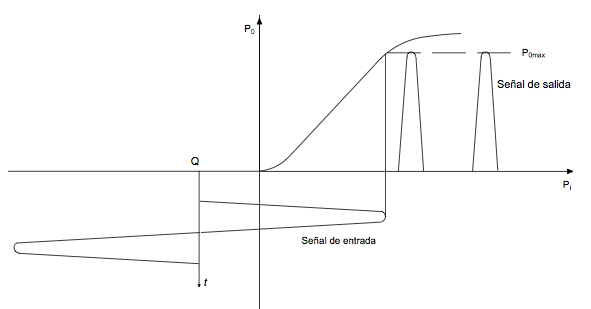 P₀
P₀max
Señal de salida
Q
Pᵢ
Señal de entrada
t